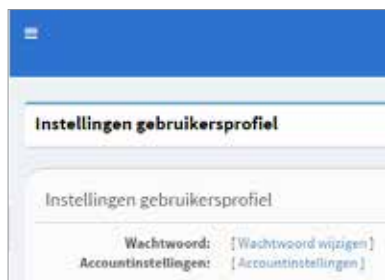 Instellingen gebruikersprofiel
Instellingen gebruikersprofiel
Wachtwoord: [Wachtwoord wijzigen]
Accountinstellingen: [Accountinstellingen]